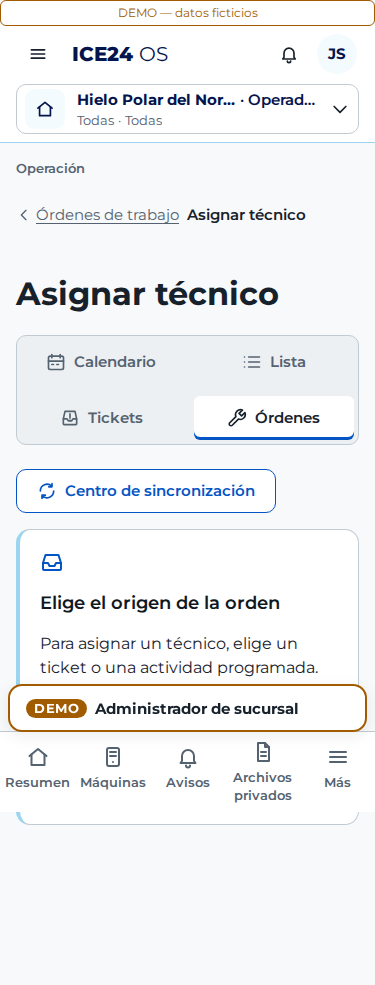 DEMO — datos ficticios
ICE24 OS
JS
Hielo Polar del Nor... · Operad...
Todas · Todas
Operación
Órdenes de trabajo Asignar técnico
Asignar técnico
Calendario
Lista
Tickets
Órdenes
Centro de sincronización
Elige el origen de la orden
Para asignar un técnico, elige un
ticket o una actividad programada.
DEMO Administrador de sucursal
Resumen
Máquinas
Avisos
Archivos
privados
Más